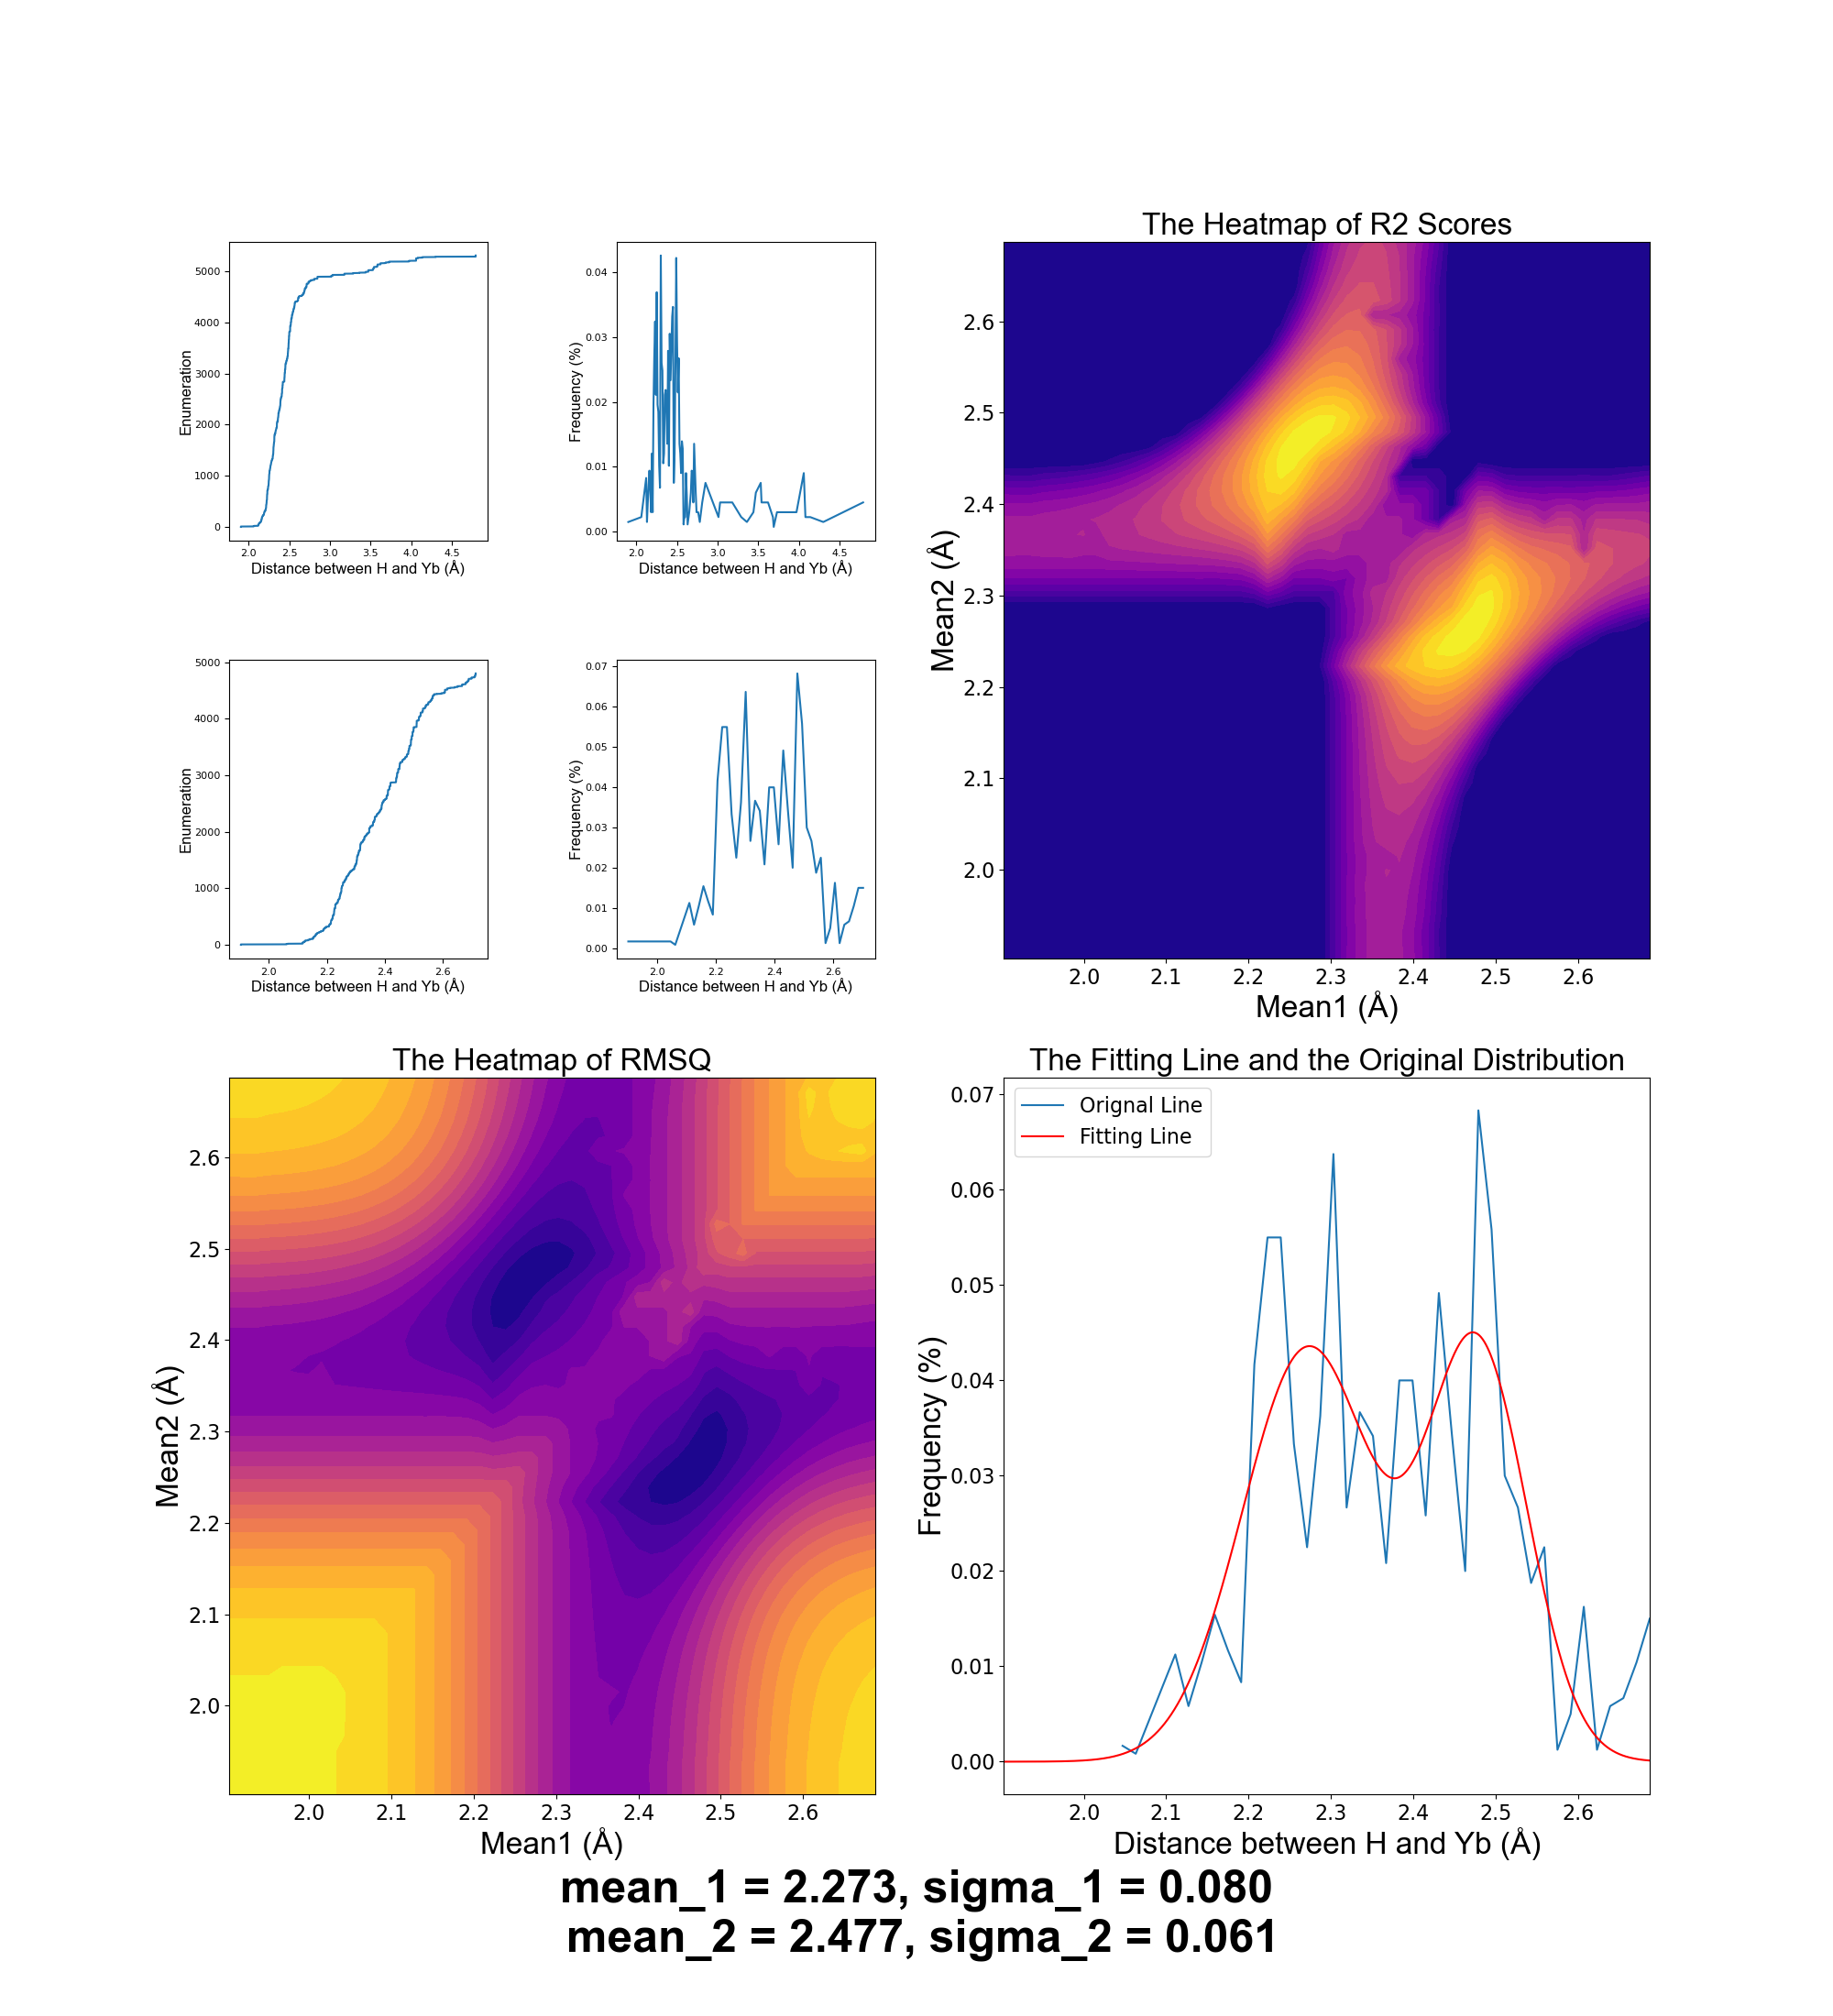 The Heatmap of R2 Scores
5000
4000
3000
2000
1000
0
Enumeration
2.0 2.5 3.0 3.5 4.0 4.5
Distance between H and Yb (Å)
0.04
0.03
0.02
0.01
0.00
Frequency (%)
2.0 2.5 3.0 3.5 4.0 4.5
Distance between H and Yb (Å)
2.6
2.5
2.4
2.3
2.2
2.1
2.0
Mean2 (Å)
2.0 2.1 2.2 2.3 2.4 2.5 2.6
Mean1 (Å)
5000
4000
3000
2000
1000
0
Enumeration
2.0 2.2 2.4 2.6
Distance between H and Yb (Å)
0.07
0.06
0.05
0.04
0.03
0.02
0.01
0.00
Frequency (%)
2.0 2.2 2.4 2.6
Distance between H and Yb (Å)
The Heatmap of RMSQ
2.6
2.5
2.4
2.3
2.2
2.1
2.0
Mean2 (Å)
2.0 2.1 2.2 2.3 2.4 2.5 2.6
Mean1 (Å)
The Fitting Line and the Original Distribution
Orignal Line
Fitting Line
0.07
0.06
0.05
0.04
0.03
0.02
0.01
0.00
Frequency (%)
2.0 2.1 2.2 2.3 2.4 2.5 2.6
Distance between H and Yb (Å)
mean_1 = 2.273, sigma_1 = 0.080
mean_2 = 2.477, sigma_2 = 0.061